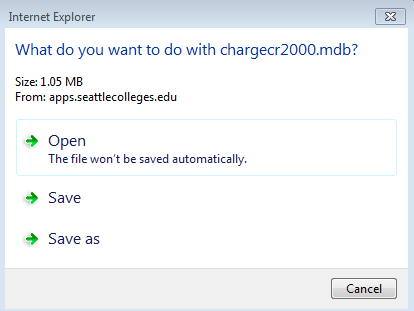 Internet Explorer
What do you want to do with chargecr2000.mdb?
Size: 1.05 MB
From: apps.seattlecolleges.edu
Open
The file won't be saved automatically.
Save
Save as
Cancel